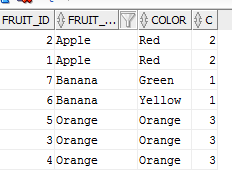 FRUIT_ID FRUIT_... COLOR C
2 Apple Red 2
1 Apple Red 2
7 Banana Green 1
6 Banana Yellow 1
5 Orange Orange 3
3 Orange Orange 3
4 Orange Orange 3